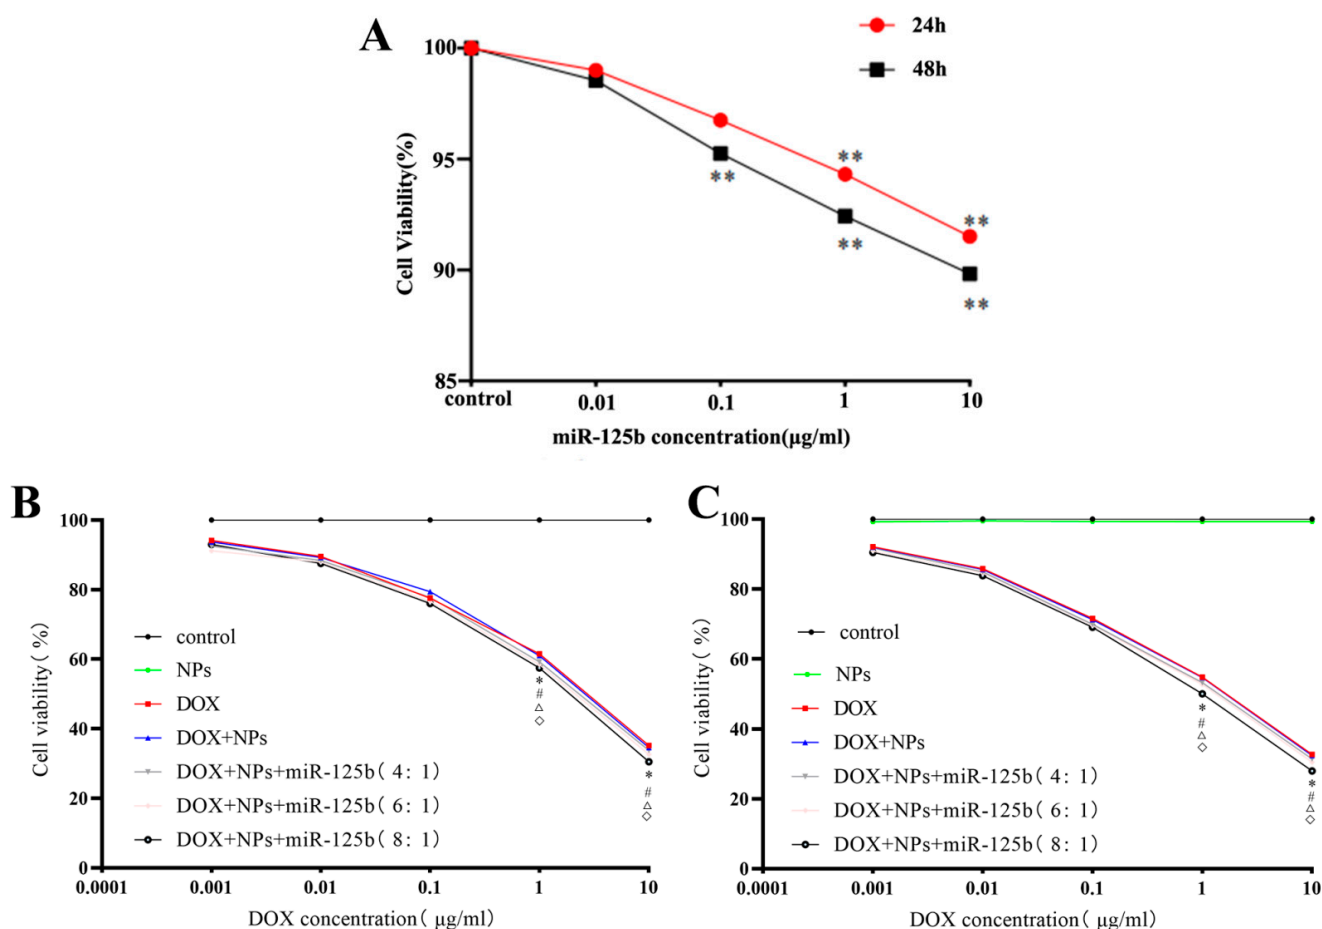 A
24h
48h
100
95
90
85
Cell Viability(%)
**
**
**
**
**
control
0.01
0.1
1
10
miR-125b concentration(μg/ml)
B
100
80
60
40
20
0
Cell viability( %)
control
NPs
DOX
DOX+NPs
DOX+NPs+miR-125b( 4: 1)
DOX+NPs+miR-125b( 6: 1)
DOX+NPs+miR-125b( 8: 1)
*
#
△
◇
*
#
△
◇
0.0001
0.001
0.01
0.1
1
10
DOX concentration( μg/ml)
C
100
80
60
40
20
0
Cell viability( %)
control
NPs
DOX
DOX+NPs
DOX+NPs+miR-125b( 4: 1)
DOX+NPs+miR-125b( 6: 1)
DOX+NPs+miR-125b( 8: 1)
*
#
△
◇
*
#
△
◇
0.0001
0.001
0.01
0.1
1
10
DOX concentration( μg/ml)